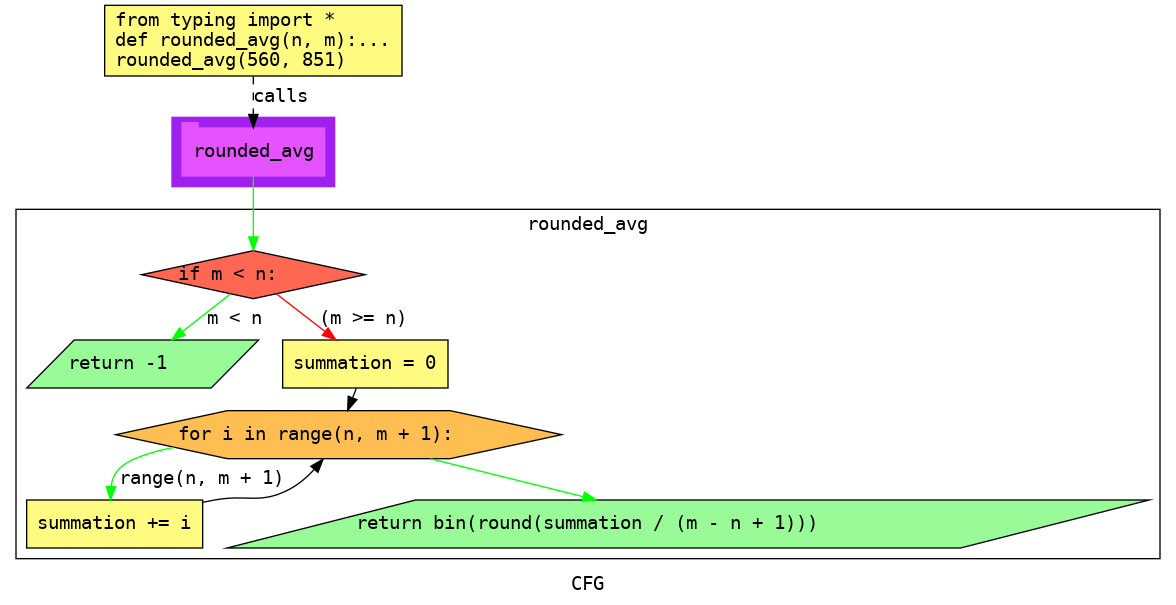 from typing import *
def rounded_avg(n, m):...
rounded_avg(560, 851)
calls
rounded_avg
rounded_avg
if m < n:
m < n
(m >= n)
return -1
summation = 0
for i in range(n, m + 1):
range(n, m + 1)
summation += i
return bin(round(summation / (m - n + 1)))
CFG